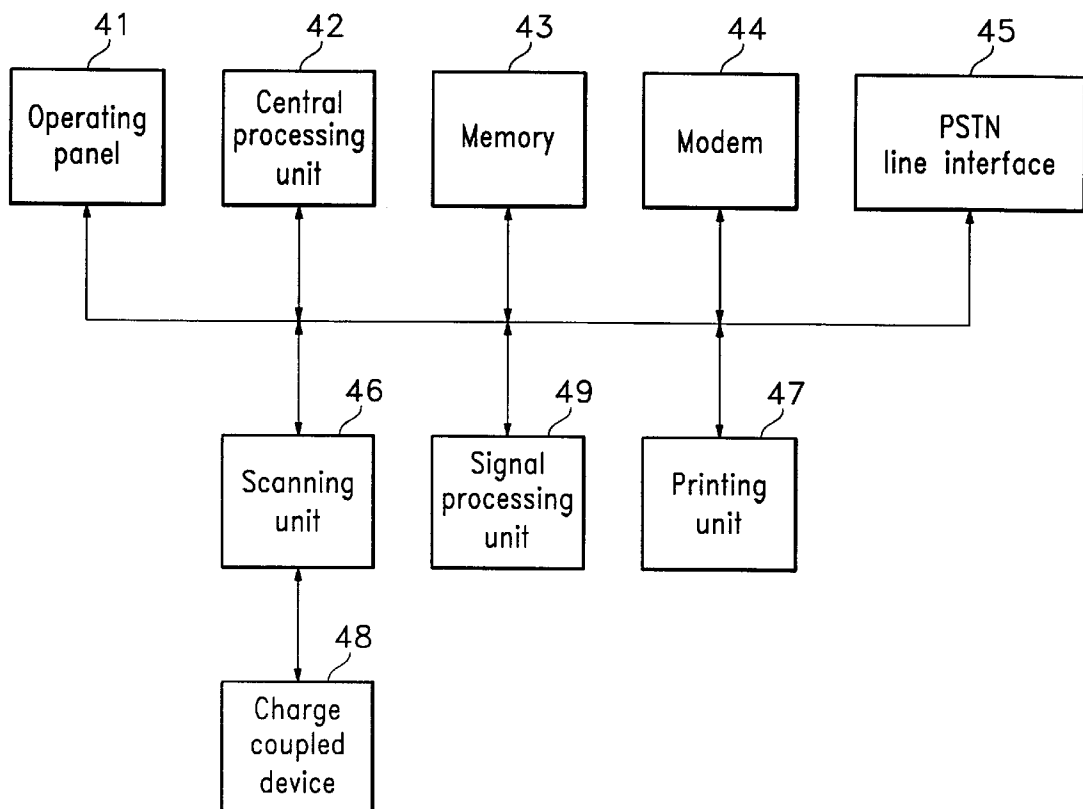 41
42
43
44
45
Operating
panel
Central
processing
unit
Memory
Modem
PSTN
line interface
46
49
47
Scanning
unit
Signal
processing
unit
Printing
unit
48
Charge
coupled
device